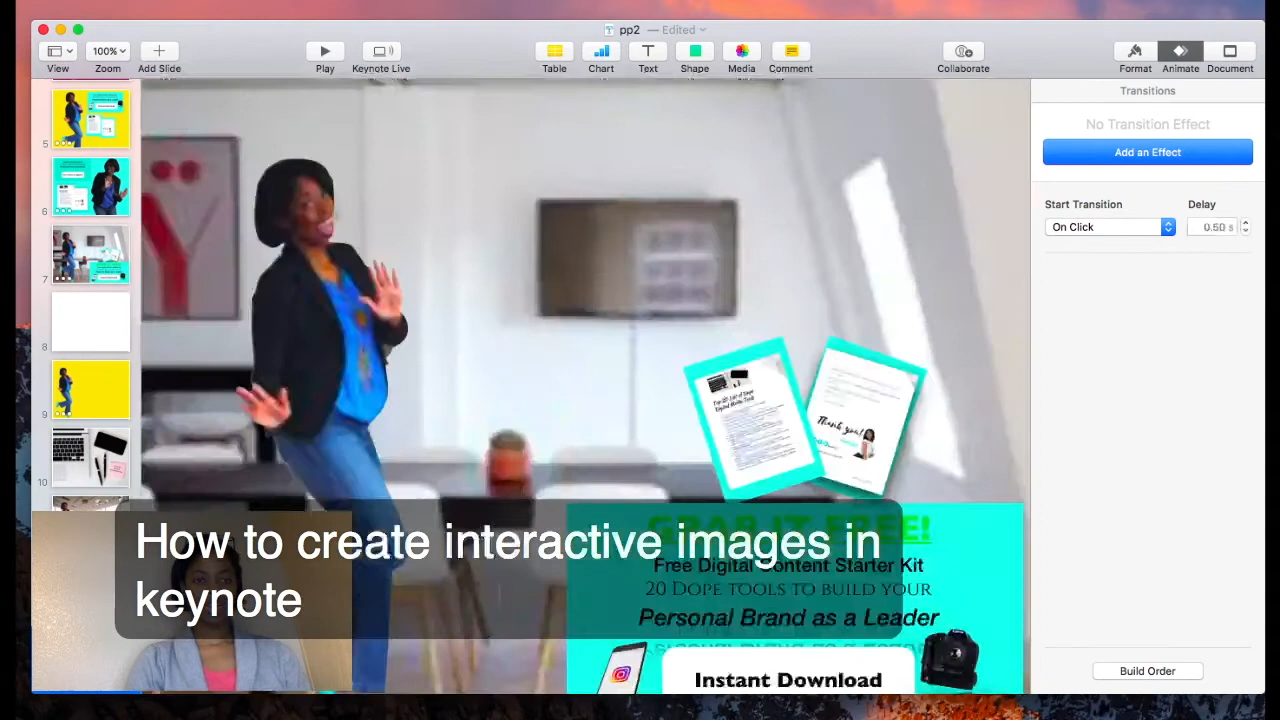 pp2 — Edited
100%
View
Zoom
Add Slide
Play
Keynote Live
Table
Chart
Text
Shape
Media
Comment
Collaborate
Format
Animate
Document
Transitions
No Transition Effect
Add an Effect
Start Transition
Delay
On Click
0.50 s
5
6
7
8
9
10
Thank you!
GRAB IT FREE!
Free Digital Content Starter Kit
20 Dope tools to build your
Personal Brand as a Leader
Instant Download
How to create interactive images in
keynote
Build Order